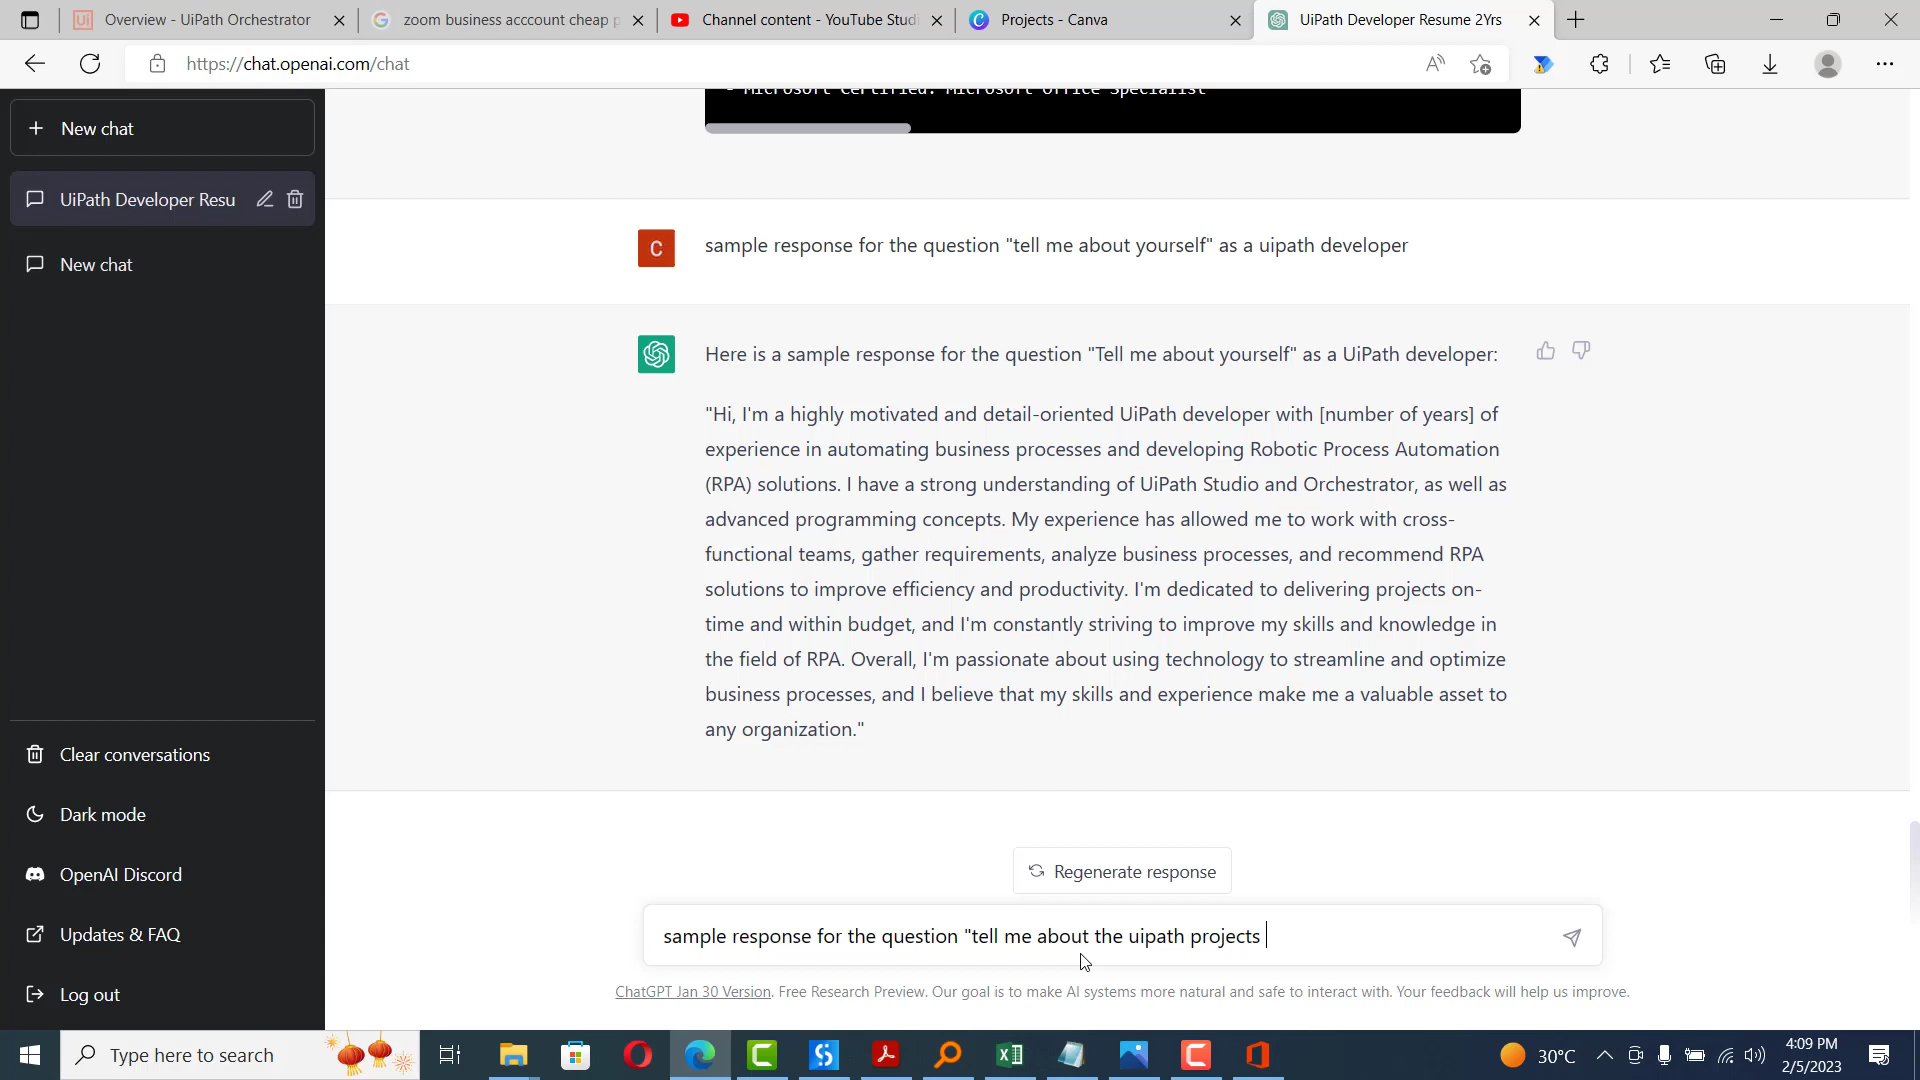 Overview - UiPath Orchestrator
zoom business acccount cheap p
Channel content - YouTube Stud
Projects - Canva
UiPath Developer Resume 2Yrs
https://chat.openai.com/chat
New chat
- Microsoft Certified: Microsoft Office Specialist
UiPath Developer Resu
New chat
C
sample response for the question "tell me about yourself" as a uipath developer
Here is a sample response for the question "Tell me about yourself" as a UiPath developer:
"Hi, I'm a highly motivated and detail-oriented UiPath developer with [number of years] of
experience in automating business processes and developing Robotic Process Automation
(RPA) solutions. I have a strong understanding of UiPath Studio and Orchestrator, as well as
advanced programming concepts. My experience has allowed me to work with cross-
functional teams, gather requirements, analyze business processes, and recommend RPA
solutions to improve efficiency and productivity. I'm dedicated to delivering projects on-
time and within budget, and I'm constantly striving to improve my skills and knowledge in
the field of RPA. Overall, I'm passionate about using technology to streamline and optimize
business processes, and I believe that my skills and experience make me a valuable asset to
any organization."
Clear conversations
Dark mode
OpenAI Discord
Updates & FAQ
Log out
Regenerate response
sample response for the question "tell me about the uipath projects
ChatGPT Jan 30 Version. Free Research Preview. Our goal is to make AI systems more natural and safe to interact with. Your feedback will help us improve.
Type here to search
30°C
4:09 PM
2/5/2023